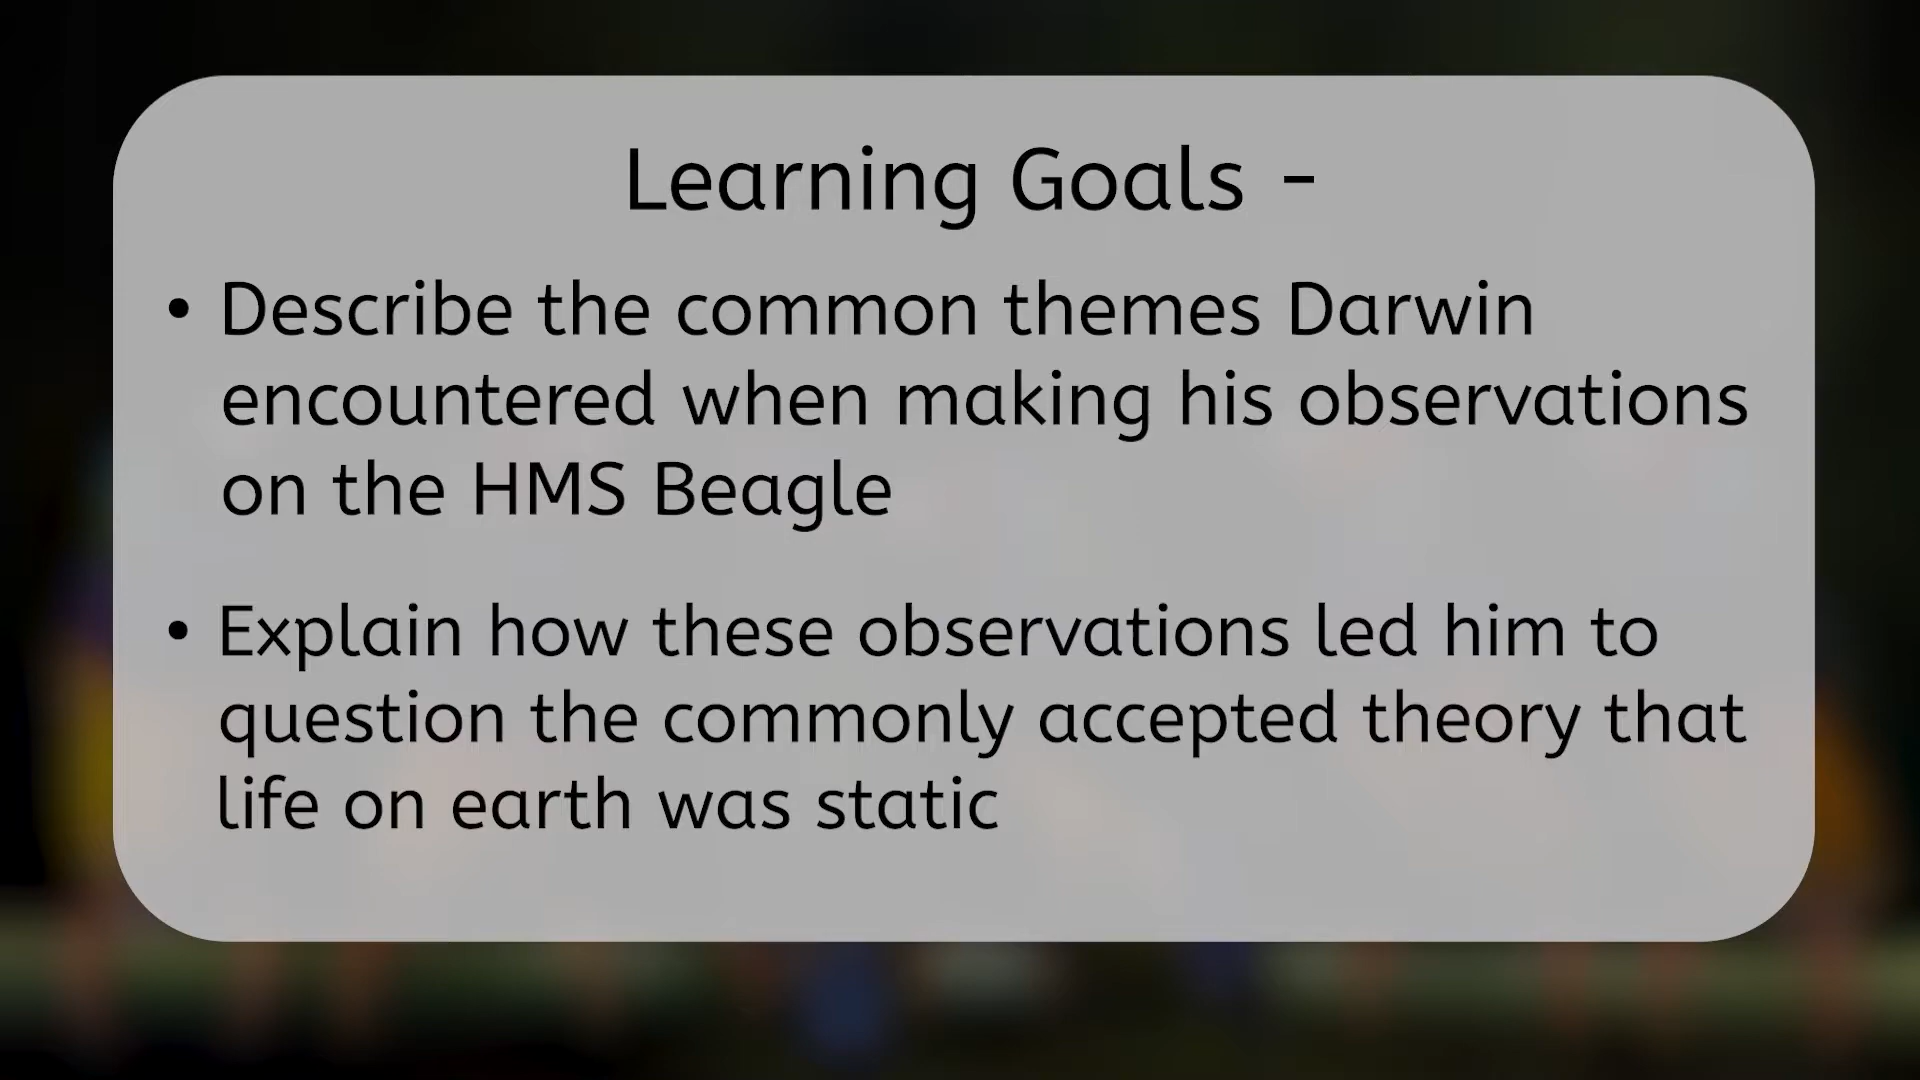 Learning Goals -
• Describe the common themes Darwin
encountered when making his observations
on the HMS Beagle
• Explain how these observations led him to
question the commonly accepted theory that
life on earth was static